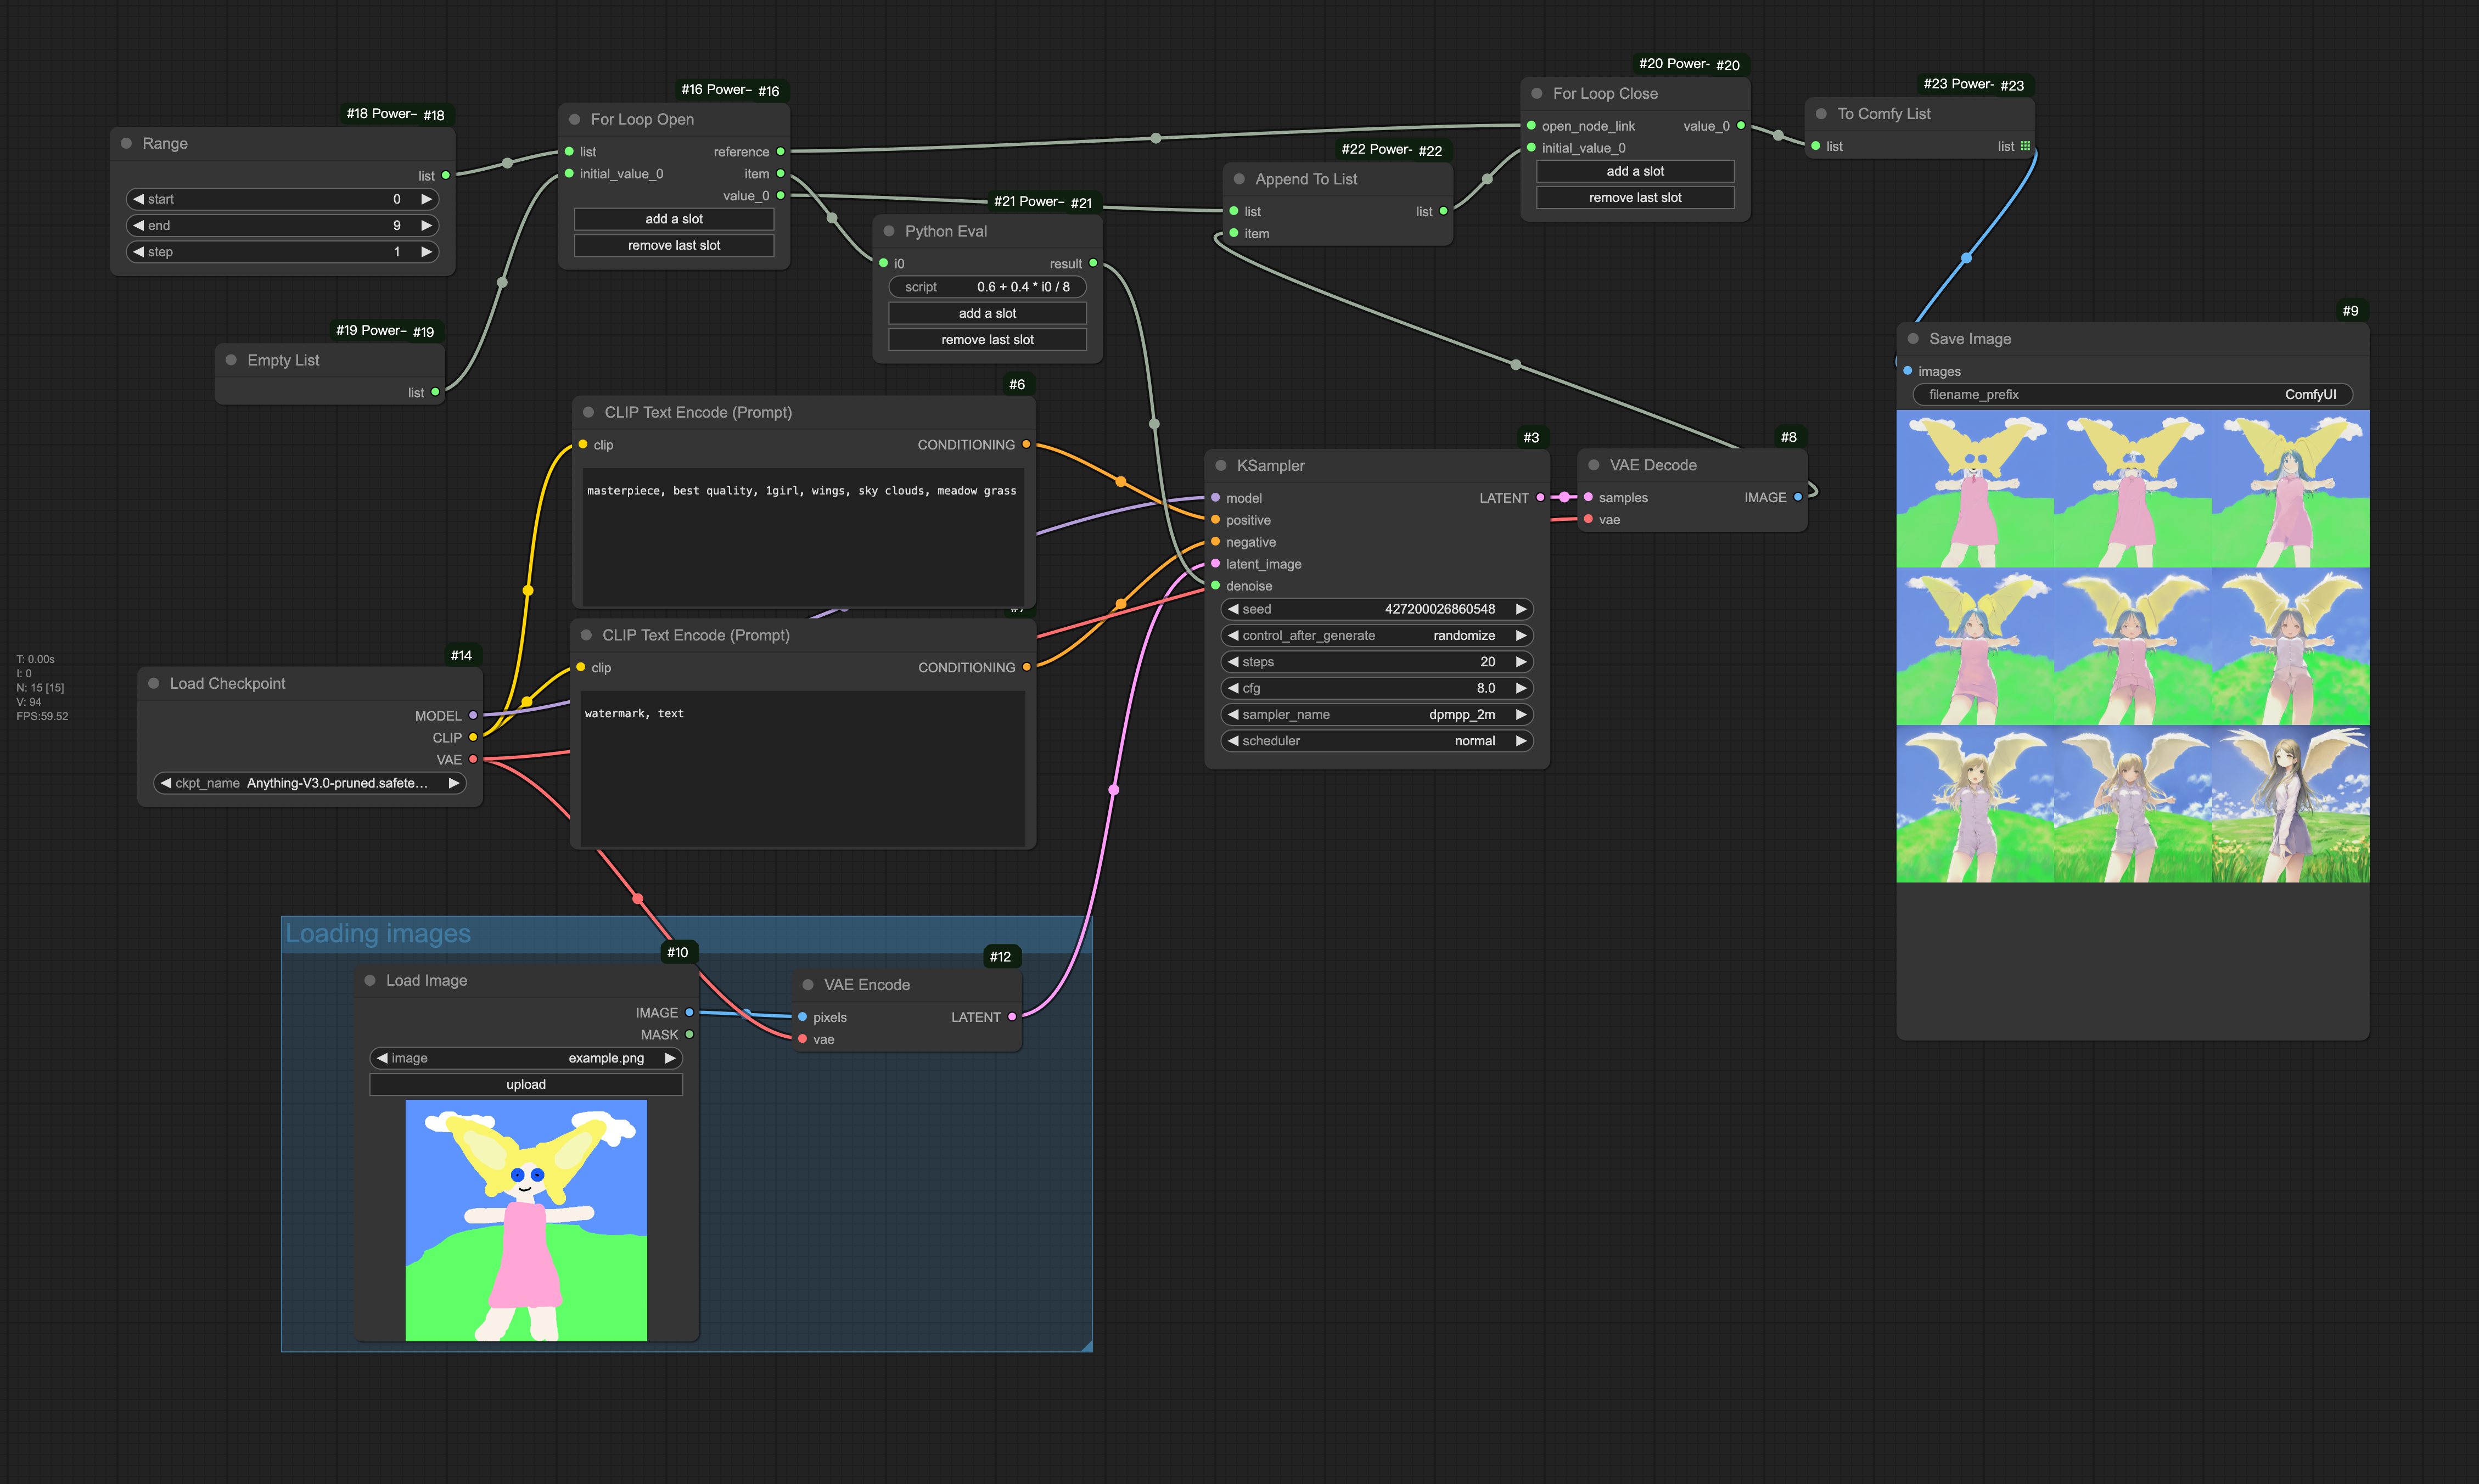 #18 Power- #18
Range
list
start 0
end 9
step 1
#19 Power- #19
Empty List
list
#16 Power- #16
For Loop Open
list reference
initial_value_0 item
value_0
add a slot
remove last slot
#21 Power- #21
Python Eval
i0 result
script 0.6 + 0.4 * i0 / 8
add a slot
remove last slot
#22 Power- #22
Append To List
list list
item
#20 Power- #20
For Loop Close
open_node_link value_0
initial_value_0
add a slot
remove last slot
#23 Power- #23
To Comfy List
list list
#6
CLIP Text Encode (Prompt)
clip CONDITIONING
masterpiece, best quality, 1girl, wings, sky clouds, meadow grass
CLIP Text Encode (Prompt)
clip CONDITIONING
watermark, text
T: 0.00s
I: 0
N: 15 [15]
V: 94
FPS:59.52
#14
Load Checkpoint
MODEL
CLIP
VAE
ckpt_name Anything-V3.0-pruned.safete...
#3
KSampler
model LATENT
positive
negative
latent_image
denoise
seed 427200026860548
control_after_generate randomize
steps 20
cfg 8.0
sampler_name dpmpp_2m
scheduler normal
#8
VAE Decode
samples IMAGE
vae
#9
Save Image
images
filename_prefix ComfyUI
Loading images
#10
Load Image
IMAGE
MASK
image example.png
upload
#12
VAE Encode
pixels LATENT
vae